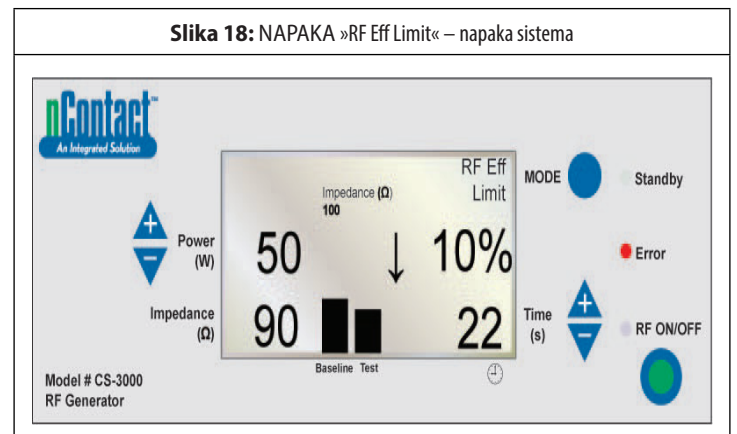 Slika 18: NAPAKA »RF Eff Limit« – napaka sistema
nContact™
An Integrated Solution
RF Eff
Limit
Impedance (Ω)
100
MODE
Standby
+
−
Power
(W)
50
↓
10%
Error
Impedance
(Ω)
90
22
Time
(s)
+
−
RF ON/OFF
Baseline Test
Model # CS-3000
RF Generator